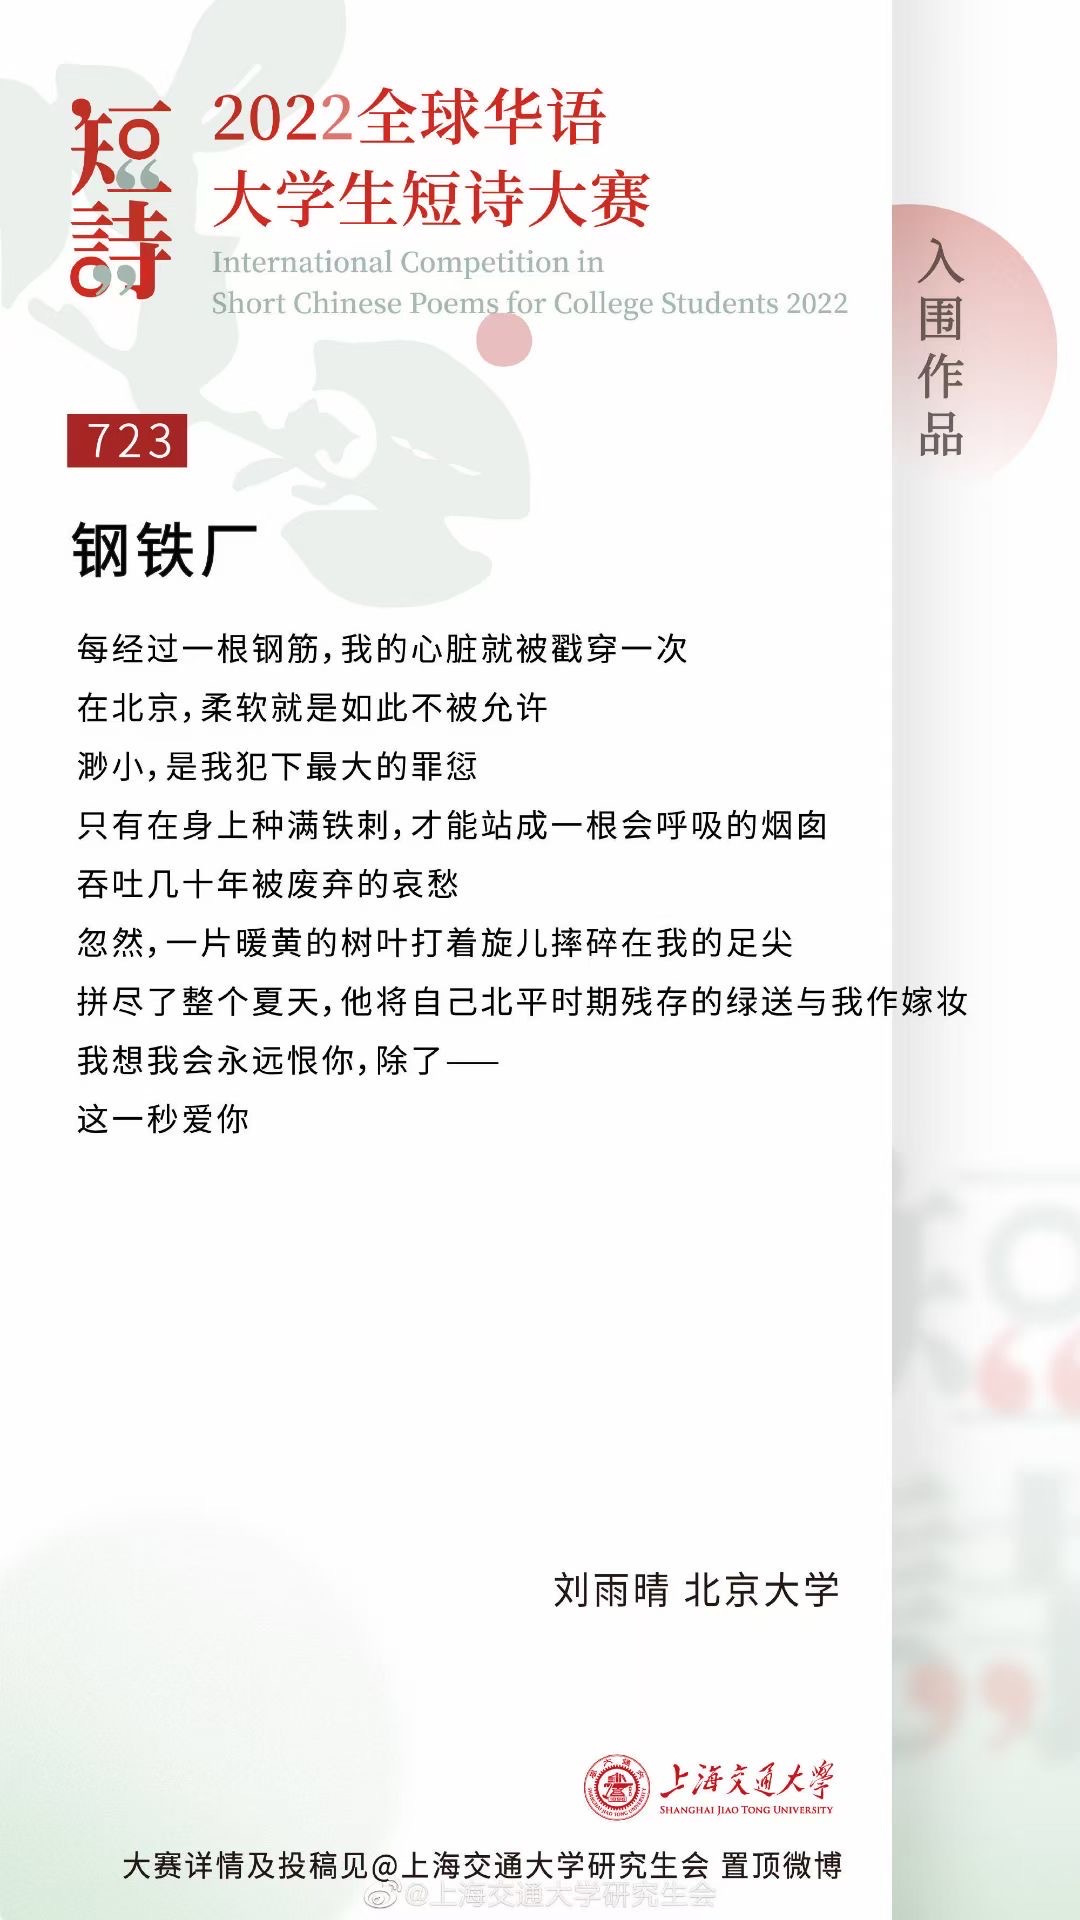 短詩
2022全球华语
大学生短诗大赛
International Competition in
Short Chinese Poems for College Students 2022
入围作品
723
钢铁厂
每经过一根钢筋，我的心脏就被戳穿一次
在北京，柔软就是如此不被允许
渺小，是我犯下最大的罪愆
只有在身上种满铁刺，才能站成一根会呼吸的烟囱
吞吐几十年被废弃的哀愁
忽然，一片暖黄的树叶打着旋儿摔碎在我的足尖
拼尽了整个夏天，他将自己北平时期残存的绿送与我作嫁妆
我想我会永远恨你，除了——
这一秒爱你
刘雨晴 北京大学
上海交通大學
SHANGHAI JIAO TONG UNIVERSITY
大赛详情及投稿见@上海交通大学研究生会 置顶微博
@上海交通大学研究生会